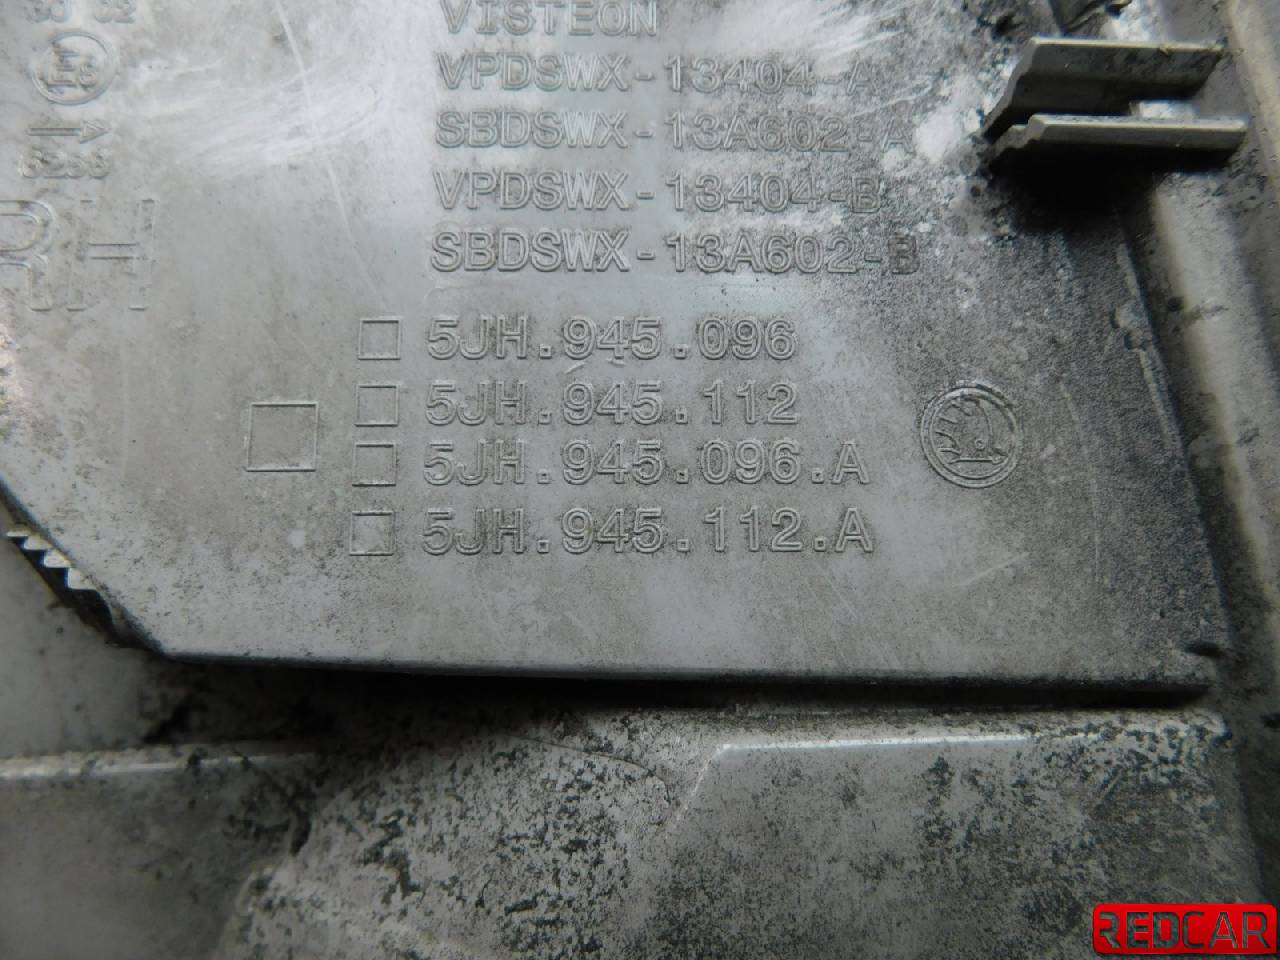 VISTEON
VPDSWX-13404-A
SBDSWX-13A602-A
VPDSWX-13404-B
SBDSWX-13A602-B
RH
5JH.945.096
5JH.945.112
5JH.945.096.A
5JH.945.112.A
REDCAR